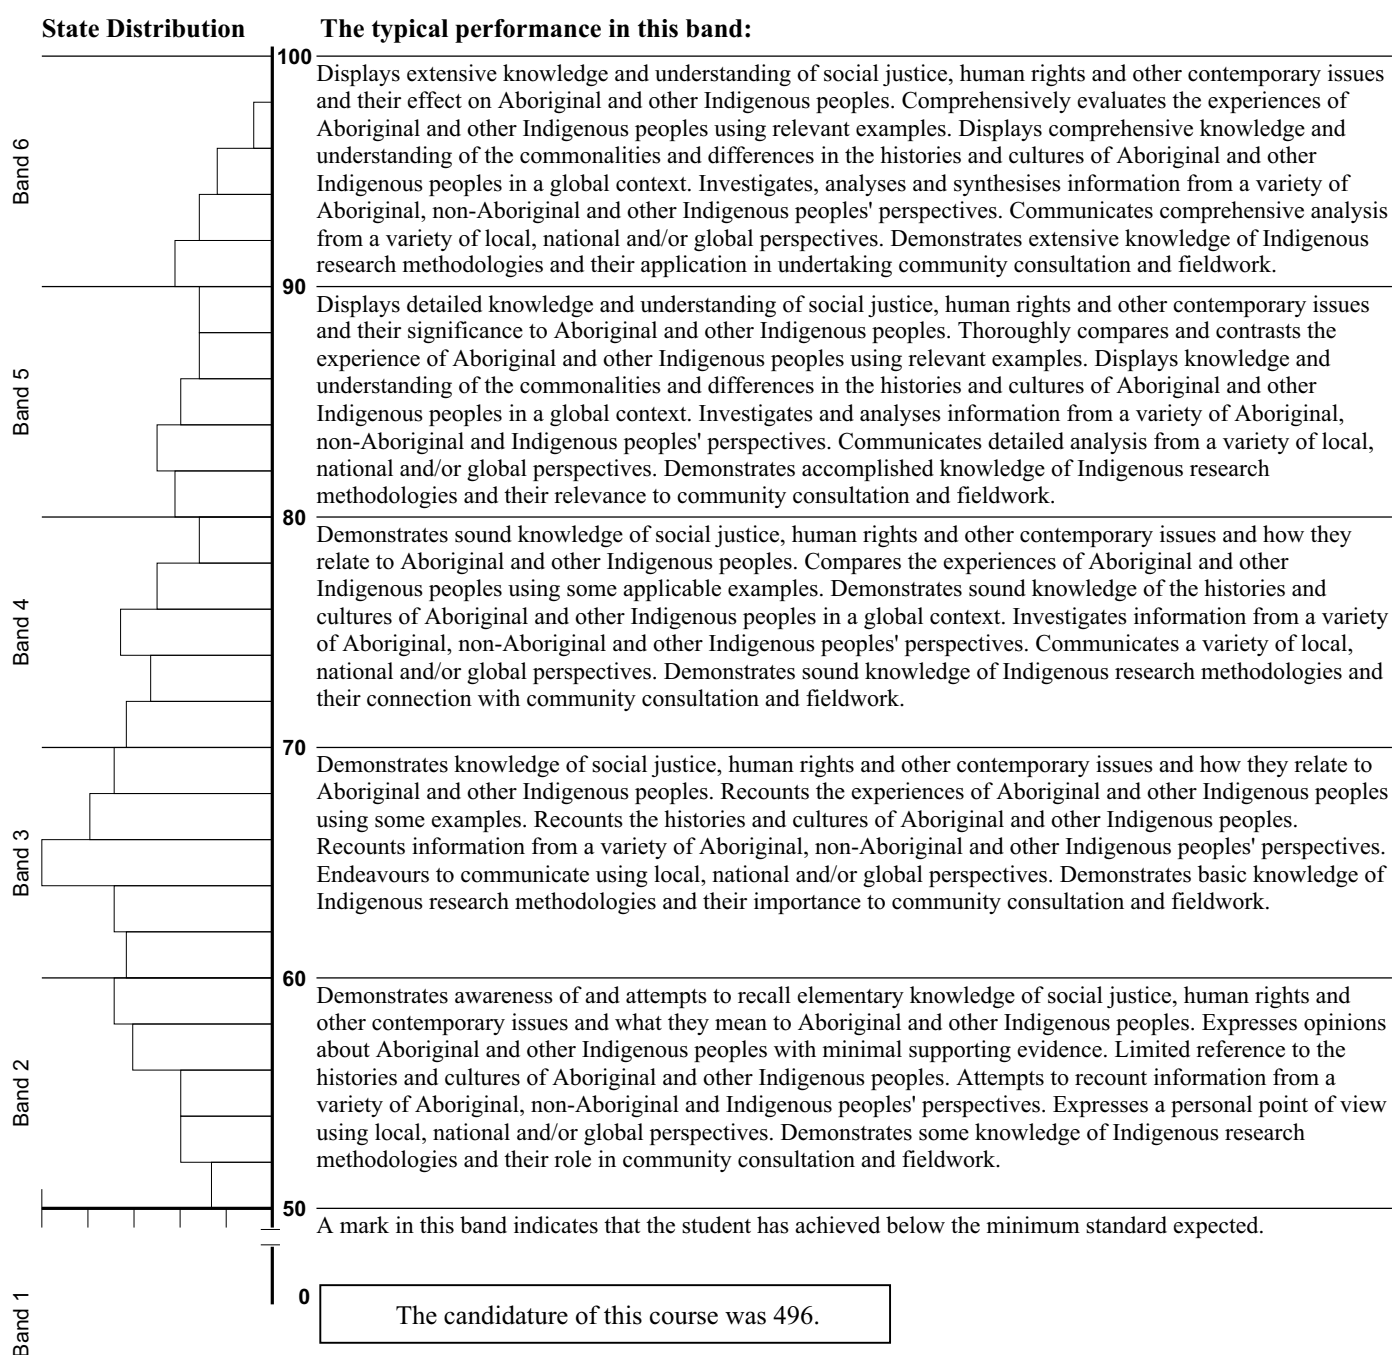 State Distribution
The typical performance in this band:
100
Displays extensive knowledge and understanding of social justice, human rights and other contemporary issues
and their effect on Aboriginal and other Indigenous peoples. Comprehensively evaluates the experiences of
Aboriginal and other Indigenous peoples using relevant examples. Displays comprehensive knowledge and
understanding of the commonalities and differences in the histories and cultures of Aboriginal and other
Indigenous peoples in a global context. Investigates, analyses and synthesises information from a variety of
Aboriginal, non-Aboriginal and other Indigenous peoples' perspectives. Communicates comprehensive analysis
from a variety of local, national and/or global perspectives. Demonstrates extensive knowledge of Indigenous
research methodologies and their application in undertaking community consultation and fieldwork.
Band 6
90
Displays detailed knowledge and understanding of social justice, human rights and other contemporary issues
and their significance to Aboriginal and other Indigenous peoples. Thoroughly compares and contrasts the
experience of Aboriginal and other Indigenous peoples using relevant examples. Displays knowledge and
understanding of the commonalities and differences in the histories and cultures of Aboriginal and other
Indigenous peoples in a global context. Investigates and analyses information from a variety of Aboriginal,
non-Aboriginal and Indigenous peoples' perspectives. Communicates detailed analysis from a variety of local,
national and/or global perspectives. Demonstrates accomplished knowledge of Indigenous research
methodologies and their relevance to community consultation and fieldwork.
Band 5
80
Demonstrates sound knowledge of social justice, human rights and other contemporary issues and how they
relate to Aboriginal and other Indigenous peoples. Compares the experiences of Aboriginal and other
Indigenous peoples using some applicable examples. Demonstrates sound knowledge of the histories and
cultures of Aboriginal and other Indigenous peoples in a global context. Investigates information from a variety
of Aboriginal, non-Aboriginal and other Indigenous peoples' perspectives. Communicates a variety of local,
national and/or global perspectives. Demonstrates sound knowledge of Indigenous research methodologies and
their connection with community consultation and fieldwork.
Band 4
70
Demonstrates knowledge of social justice, human rights and other contemporary issues and how they relate to
Aboriginal and other Indigenous peoples. Recounts the experiences of Aboriginal and other Indigenous peoples
using some examples. Recounts the histories and cultures of Aboriginal and other Indigenous peoples.
Recounts information from a variety of Aboriginal, non-Aboriginal and other Indigenous peoples' perspectives.
Endeavours to communicate using local, national and/or global perspectives. Demonstrates basic knowledge of
Indigenous research methodologies and their importance to community consultation and fieldwork.
Band 3
60
Demonstrates awareness of and attempts to recall elementary knowledge of social justice, human rights and
other contemporary issues and what they mean to Aboriginal and other Indigenous peoples. Expresses opinions
about Aboriginal and other Indigenous peoples with minimal supporting evidence. Limited reference to the
histories and cultures of Aboriginal and other Indigenous peoples. Attempts to recount information from a
variety of Aboriginal, non-Aboriginal and Indigenous peoples' perspectives. Expresses a personal point of view
using local, national and/or global perspectives. Demonstrates some knowledge of Indigenous research
methodologies and their role in community consultation and fieldwork.
Band 2
50
A mark in this band indicates that the student has achieved below the minimum standard expected.
0
Band 1
The candidature of this course was 496.